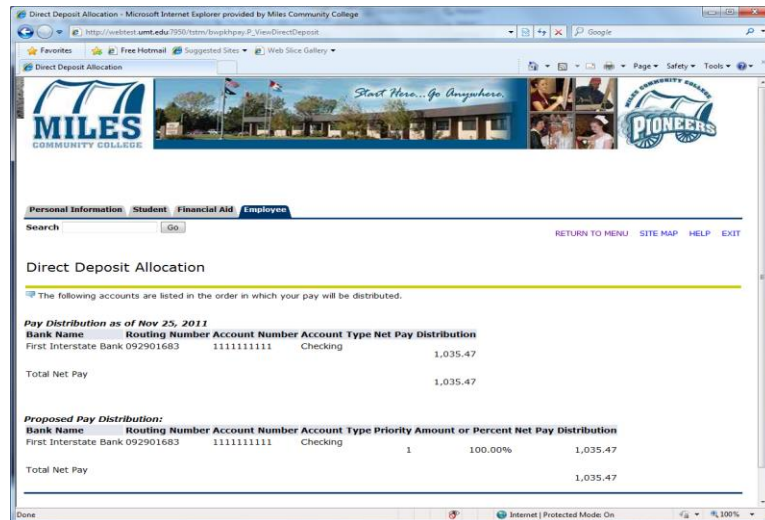 Direct Deposit Allocation - Microsoft Internet Explorer provided by Miles Community College
http://webtest.umt.edu:7950/tstm/bwpkhpay.P_ViewDirectDeposit
Google
Favorites Free Hotmail Suggested Sites Web Slice Gallery
Direct Deposit Allocation Page Safety Tools
Start Here...Go Anywhere.
MILES
COMMUNITY COLLEGE
COMMUNITY COLLEGE
PIONEERS
Personal Information Student Financial Aid Employee
Search Go
RETURN TO MENU SITE MAP HELP EXIT
Direct Deposit Allocation
The following accounts are listed in the order in which your pay will be distributed.
Pay Distribution as of Nov 25, 2011
Bank Name Routing Number Account Number Account Type Net Pay Distribution
First Interstate Bank 092901683 1111111111 Checking
1,035.47
Total Net Pay
1,035.47
Proposed Pay Distribution:
Bank Name Routing Number Account Number Account Type Priority Amount or Percent Net Pay Distribution
First Interstate Bank 092901683 1111111111 Checking
1 100.00% 1,035.47
Total Net Pay
1,035.47
Done Internet | Protected Mode: On 100%